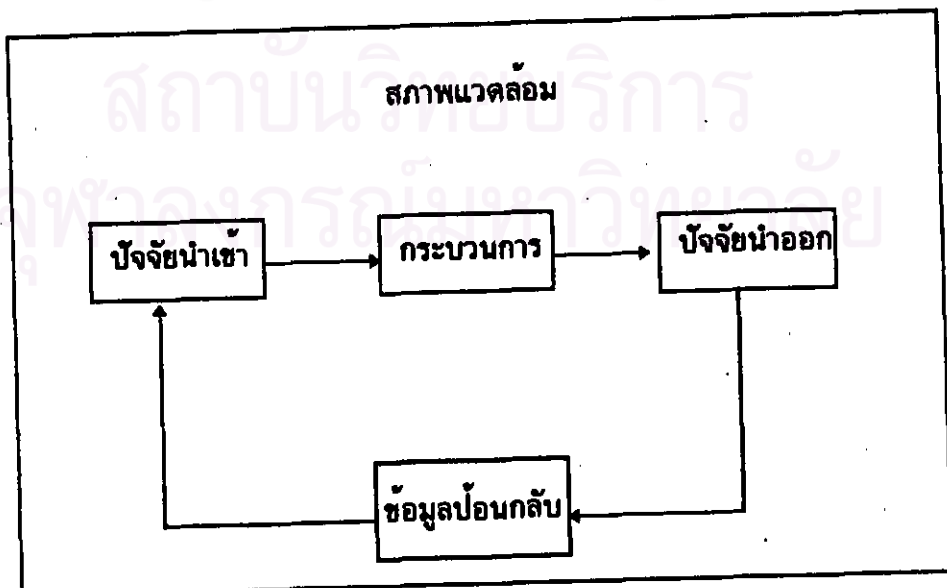 สภาพแวดล้อม
สถาบันวิทยบริการ
จุฬาลงกรณ์มหาวิทยาลัย
ปัจจัยนำเข้า
กระบวนการ
ปัจจัยนำออก
ข้อมูลป้อนกลับ